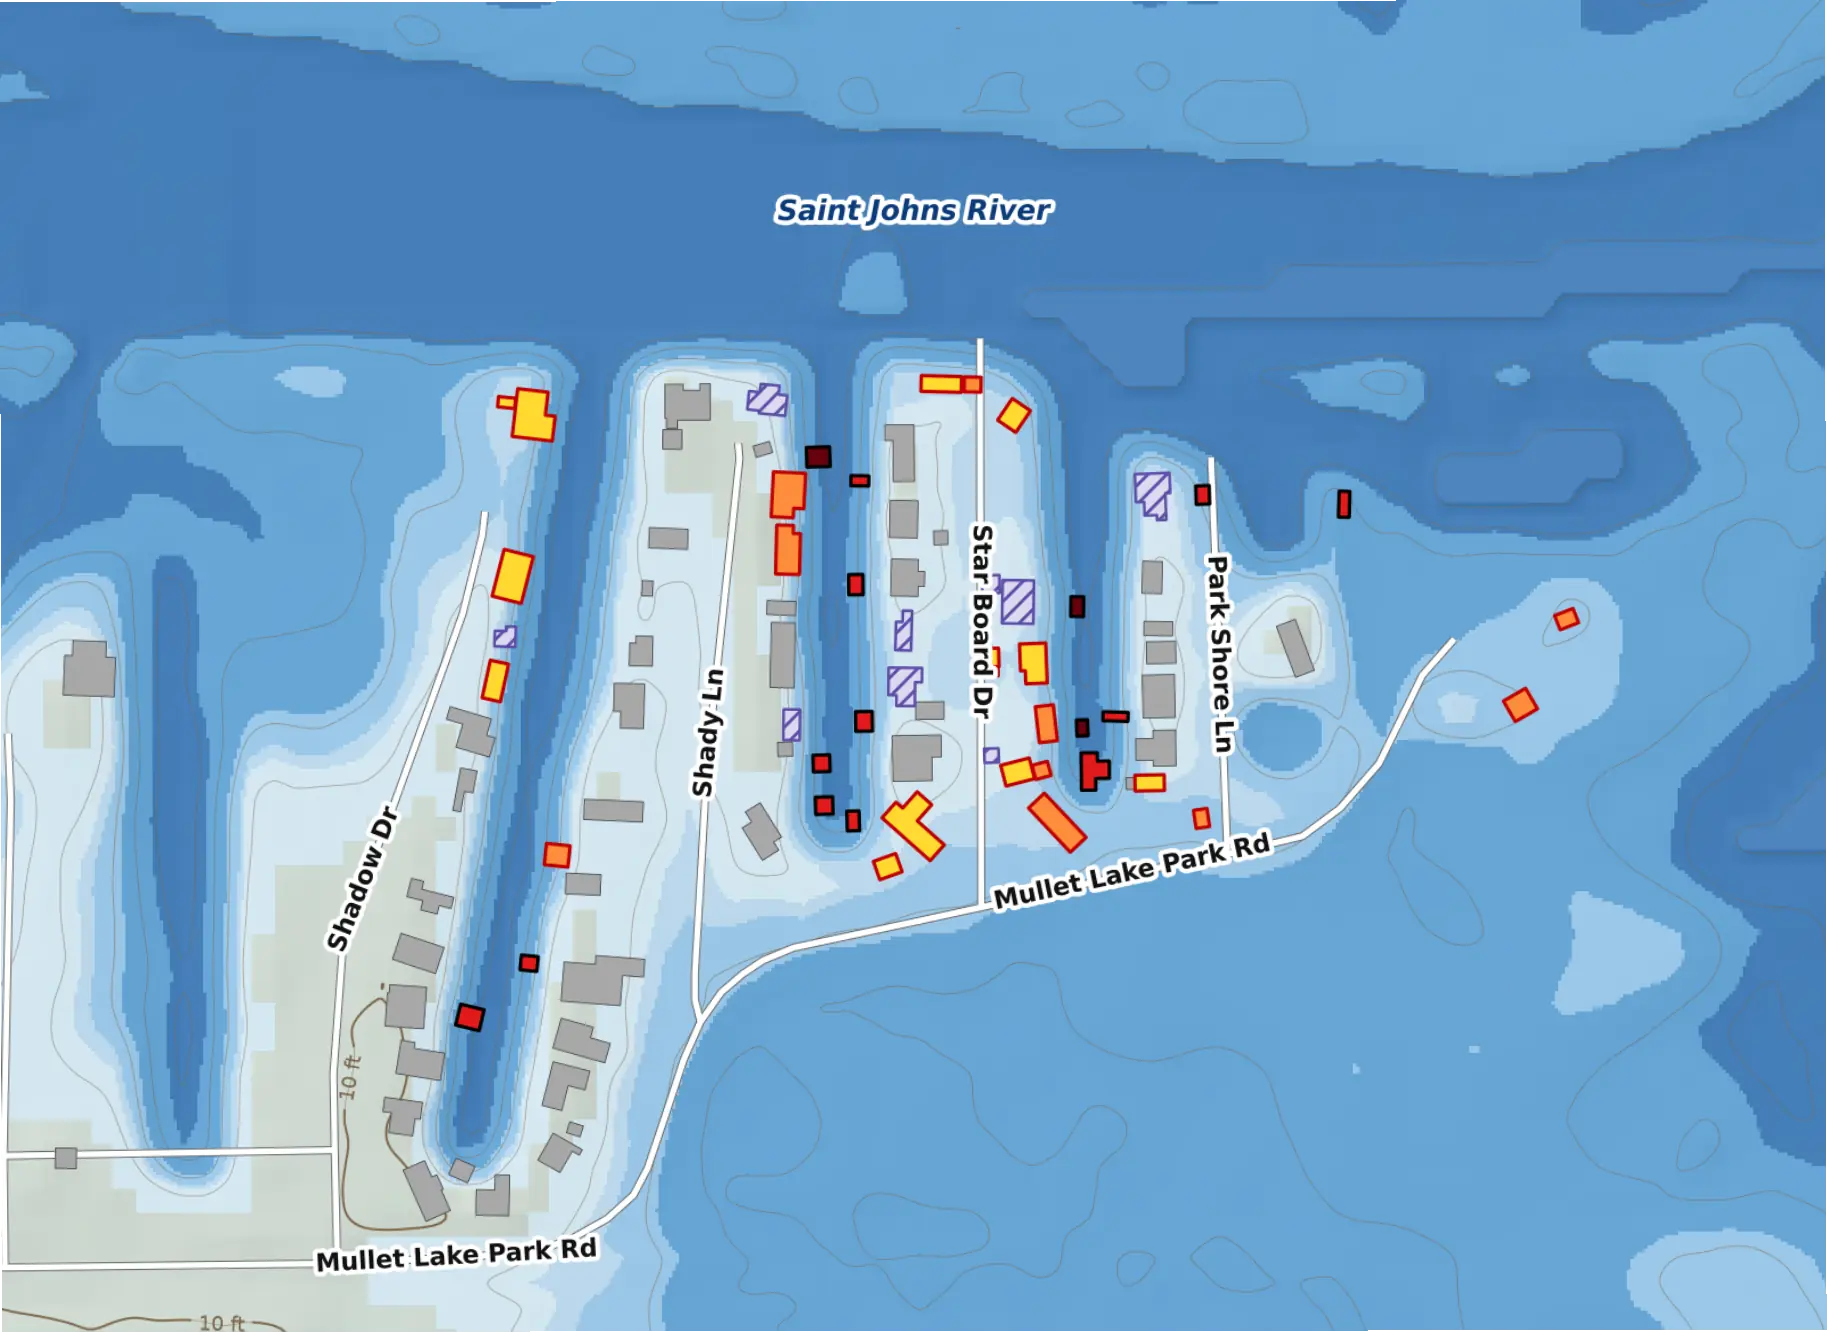 Saint Johns River
Star Board Dr
Park Shore Ln
Shady Ln
Shadow Dr
Mullet Lake Park Rd
10 ft
Mullet Lake Park Rd
10 ft